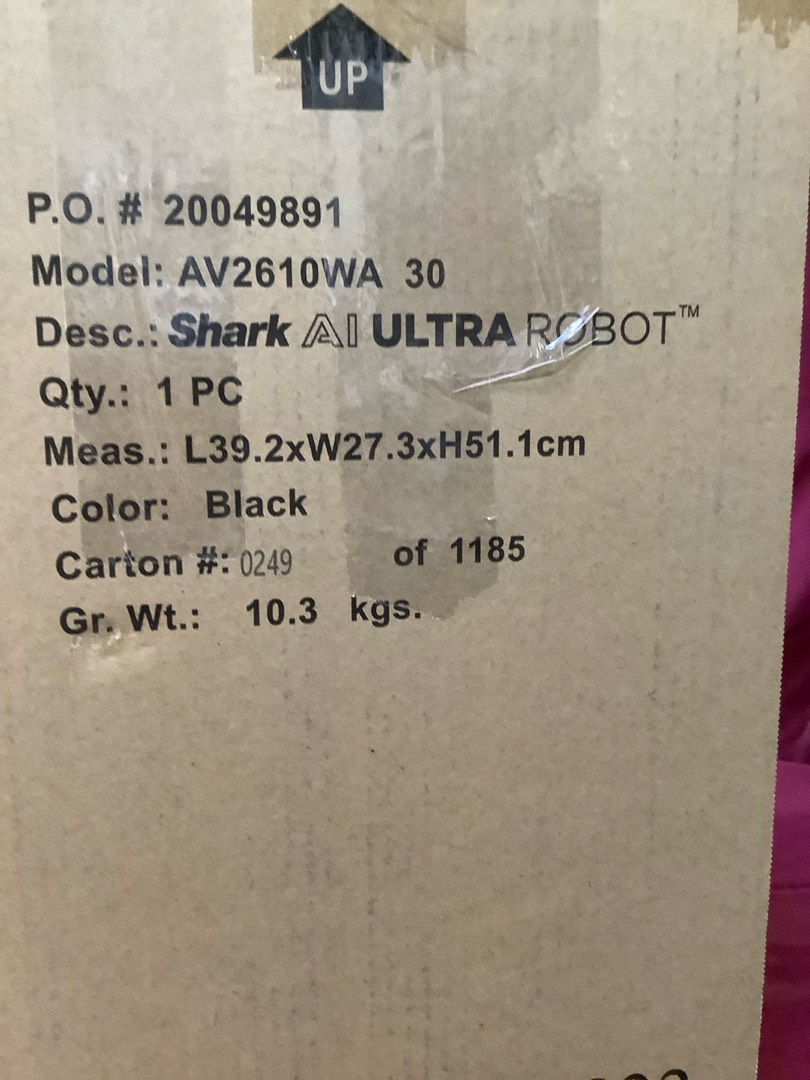 UP
P.O. # 20049891
Model: AV2610WA 30
Desc.: Shark AI ULTRA ROBOT™
Qty.: 1 PC
Meas.: L39.2xW27.3xH51.1cm
Color: Black
Carton #: 0249 of 1185
Gr. Wt.: 10.3 kgs.